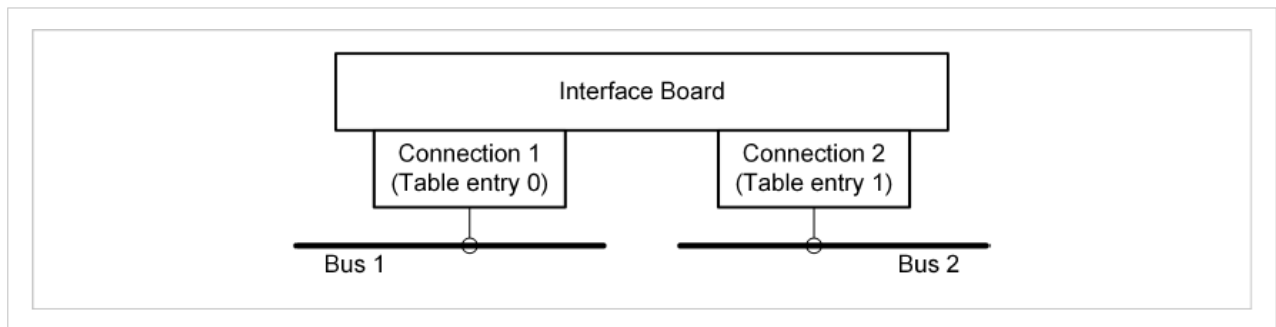 Interface Board
Connection 1
(Table entry 0)
Connection 2
(Table entry 1)
Bus 1
Bus 2